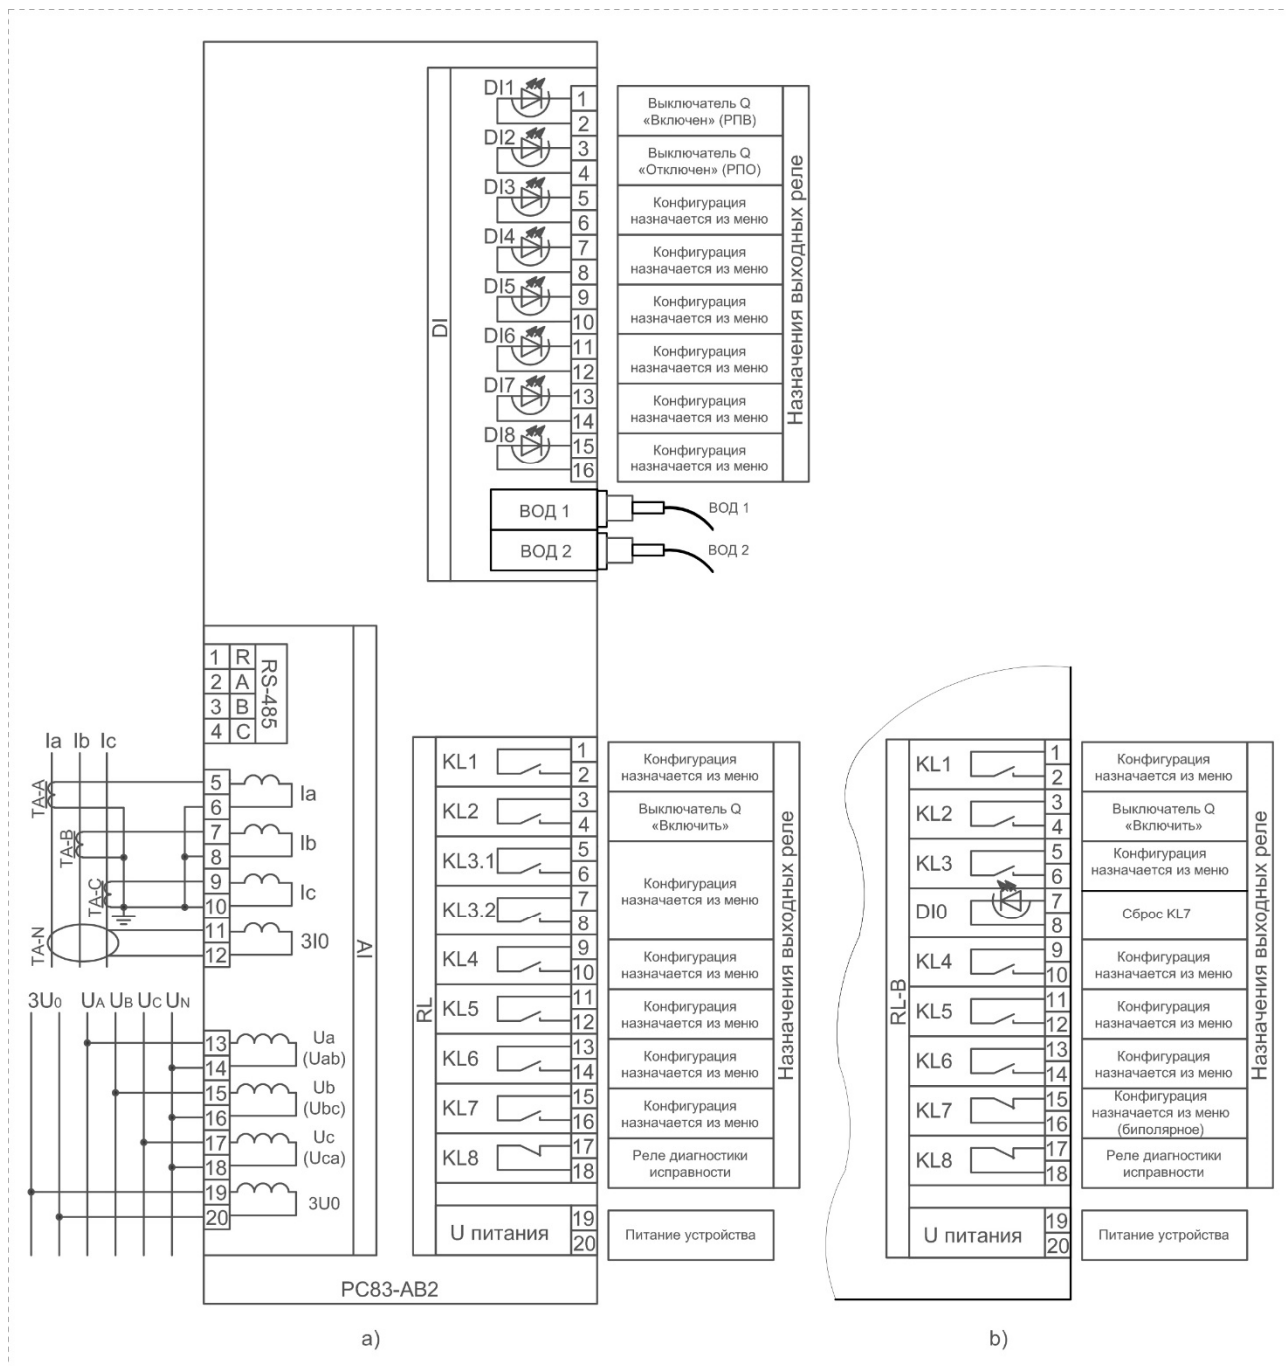 DI
DI1
1
2
Выключатель Q
«Включен» (РПВ)
DI2
3
4
Выключатель Q
«Отключен» (РПО)
DI3
5
6
Конфигурация
назначается из меню
DI4
7
8
Конфигурация
назначается из меню
DI5
9
10
Конфигурация
назначается из меню
DI6
11
12
Конфигурация
назначается из меню
DI7
13
14
Конфигурация
назначается из меню
DI8
15
16
Конфигурация
назначается из меню
Назначения выходных реле
ВОД 1
ВОД 1
ВОД 2
ВОД 2
1 R
2 A
3 B
4 C
RS-485
Ia Ib Ic
TA-A
TA-B
TA-C
TA-N
5
6
Ia
7
8
Ib
9
10
Ic
11
12
3I0
3U0 UA UB UC UN
13
14
Ua
(Uab)
15
16
Ub
(Ubc)
17
18
Uc
(Uca)
19
20
3U0
AI
RL
KL1
1
2
Конфигурация
назначается из меню
KL2
3
4
Выключатель Q
«Включить»
KL3.1
5
6
KL3.2
7
8
Конфигурация
назначается из меню
KL4
9
10
Конфигурация
назначается из меню
KL5
11
12
Конфигурация
назначается из меню
KL6
13
14
Конфигурация
назначается из меню
KL7
15
16
Конфигурация
назначается из меню
KL8
17
18
Реле диагностики
исправности
Назначения выходных реле
U питания
19
20
Питание устройства
РС83-АВ2
a)
RL-B
KL1
1
2
Конфигурация
назначается из меню
KL2
3
4
Выключатель Q
«Включить»
KL3
5
6
Конфигурация
назначается из меню
DI0
7
8
Сброс KL7
KL4
9
10
Конфигурация
назначается из меню
KL5
11
12
Конфигурация
назначается из меню
KL6
13
14
Конфигурация
назначается из меню
KL7
15
16
Конфигурация
назначается из меню
(биполярное)
KL8
17
18
Реле диагностики
исправности
Назначения выходных реле
U питания
19
20
Питание устройства
b)